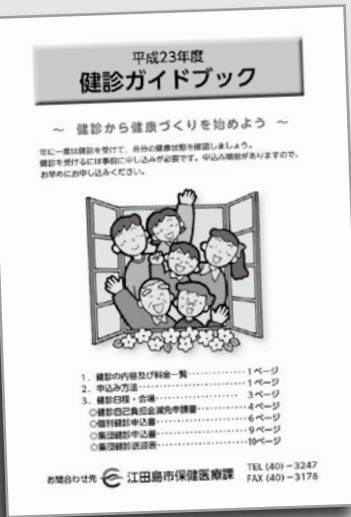 平成23年度
健診ガイドブック
～ 健診から健康づくりを始めよう ～
年に一度は健診を受けて、自分の健康状態を確認しましょう。
健診を受けるには事前に申し込みが必要です。申込み期限がありますので、
お早めにお申し込みください。
1．健診の内容及び料金一覧‥‥‥‥‥‥1ページ
2．申込み方法‥‥‥‥‥‥‥‥‥‥‥1ページ
3．健診日程・会場‥‥‥‥‥‥‥‥‥3ページ
○健診自己負担金減免申請書‥‥‥‥‥4ページ
○個別健診申込書‥‥‥‥‥‥‥‥‥6ページ
○集団健診申込書‥‥‥‥‥‥‥‥‥9ページ
○集団健診送迎表‥‥‥‥‥‥‥‥‥10ページ
お問合わせ先 江田島市保健医療課 TEL (40)－3247
FAX (40)－3178